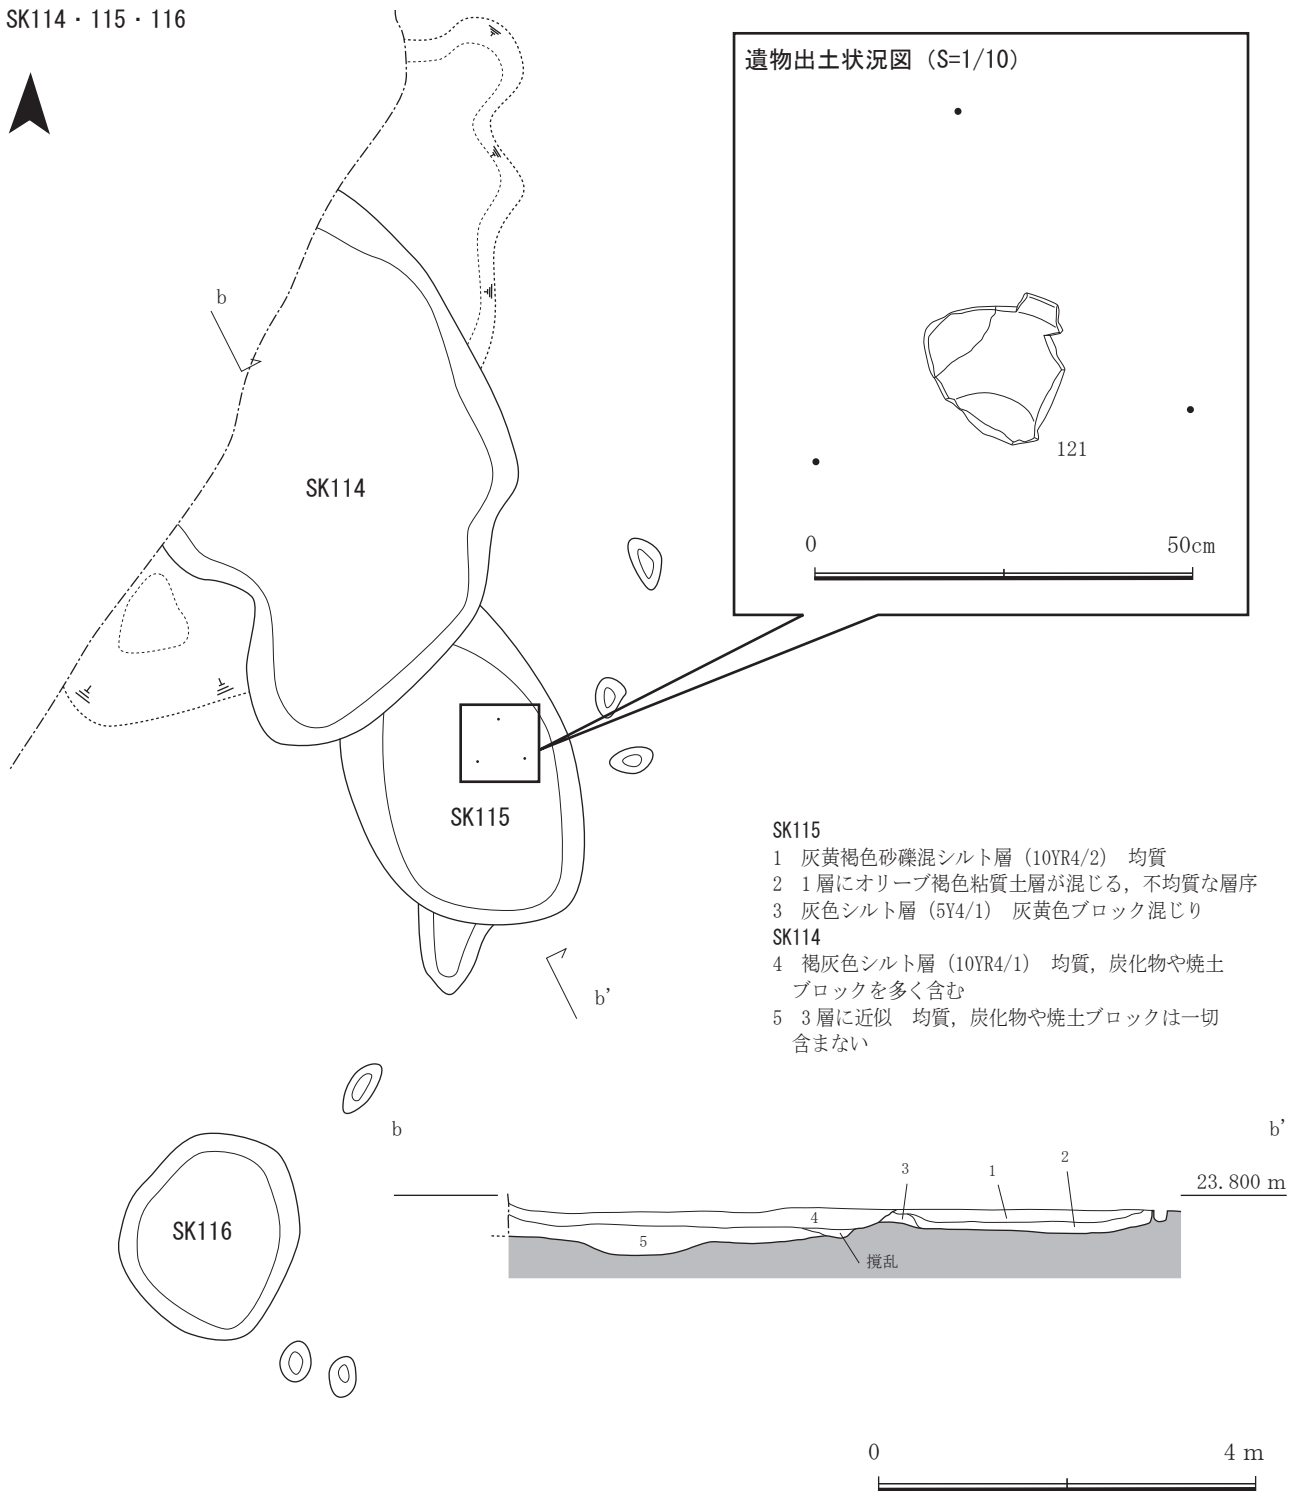 SK114・115・116
遺物出土状況図（S=1/10）
121
0
50cm
b
SK114
SK115
b’
SK115
1　灰黄褐色砂礫混シルト層（10YR4/2）　均質
2　1層にオリーブ褐色粘質土層が混じる，不均質な層序
3　灰色シルト層（5Y4/1）　灰黄色ブロック混じり
SK114
4　褐灰色シルト層（10YR4/1）　均質，炭化物や焼土
ブロックを多く含む
5　3層に近似　均質，炭化物や焼土ブロックは一切
含まない
SK116
b
b’
23.800 m
3
1
2
4
5
撹乱
0
4 m